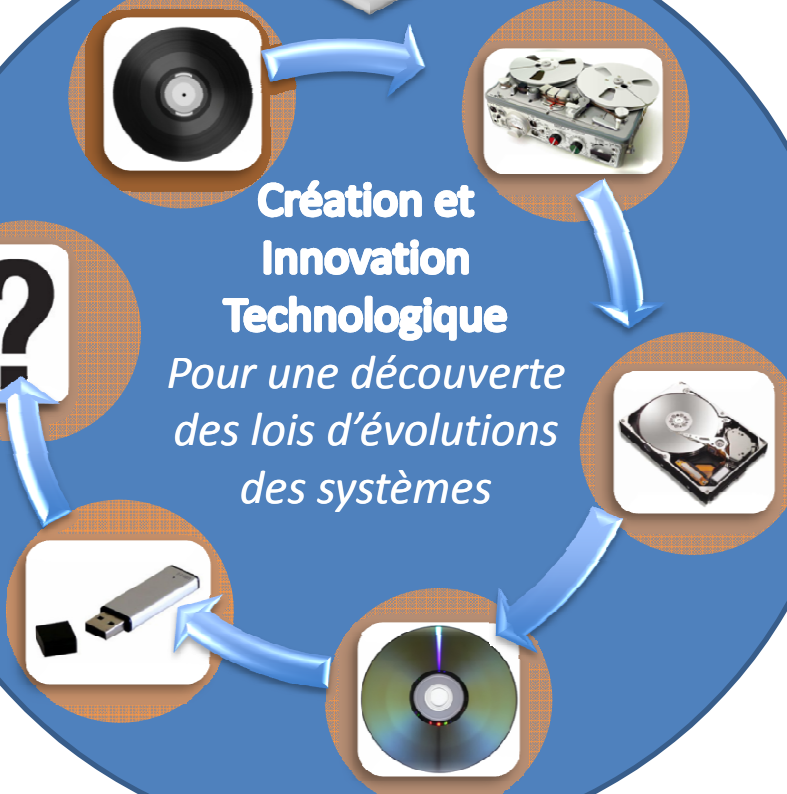 Création et
Innovation
Technologique
Pour une découverte
des lois d’évolutions
des systèmes
?